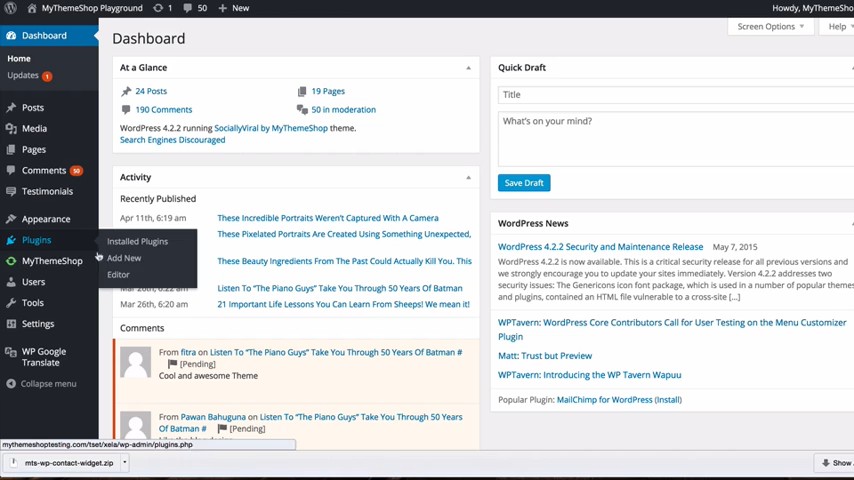 MyThemeShop Playground 1 50 + New Howdy, MyThemeSho
Dashboard
Screen Options Help
Dashboard
Home
Updates 1
Posts
Media
Pages
Comments 50
Testimonials
Appearance
Plugins
MyThemeShop
Users
Tools
Settings
WP Google
Translate
Collapse menu
Installed Plugins
Add New
Editor
At a Glance
24 Posts 19 Pages
190 Comments 50 in moderation
WordPress 4.2.2 running SociallyViral by MyThemeShop theme.
Search Engines Discouraged
Activity
Recently Published
Apr 11th, 6:19 am These Incredible Portraits Weren't Captured With A Camera
These Pixelated Portraits Are Created Using Something Unexpected,
These Beauty Ingredients From The Past Could Actually Kill You. This
Mar 26th, 6:28 am Listen To "The Piano Guys" Take You Through 50 Years Of Batman
Mar 26th, 6:20 am 21 Important Life Lessons You Can Learn From Sheeps! We mean it!
Comments
From fitra on Listen To "The Piano Guys" Take You Through 50 Years Of Batman #
[Pending]
Cool and awesome Theme
From Pawan Bahuguna on Listen To "The Piano Guys" Take You Through 50 Years
Of Batman # [Pending]
Quick Draft
Title
What's on your mind?
Save Draft
WordPress News
WordPress 4.2.2 Security and Maintenance Release May 7, 2015
WordPress 4.2.2 is now available. This is a critical security release for all previous versions and
we strongly encourage you to update your sites immediately. Version 4.2.2 addresses two
security issues: The Genericons icon font package, which is used in a number of popular themes
and plugins, contained an HTML file vulnerable to a cross-site [...]
WPTavern: WordPress Core Contributors Call for User Testing on the Menu Customizer
Plugin
Matt: Trust but Preview
WPTavern: Introducing the WP Tavern Wapuu
Popular Plugin: MailChimp for WordPress (Install)
mythemeshoptesting.com/tset/xela/wp-admin/plugins.php
mts-wp-contact-widget.zip
Show